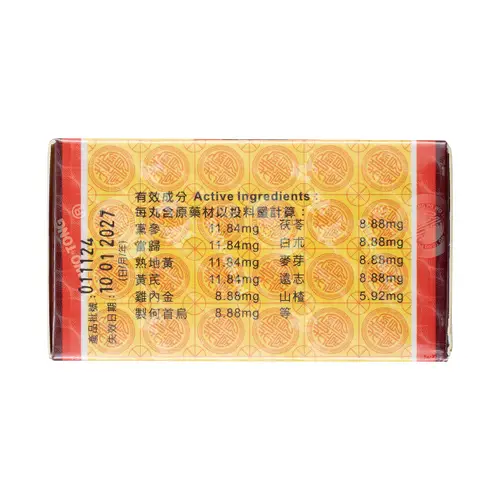 有效成分 Active Ingredients：
每丸含原藥材以投料量計算：
黨參 11.84mg 茯苓 8.88mg
當歸 11.84mg 白朮 8.88mg
熟地黃 11.84mg 麥芽 8.88mg
黃芪 11.84mg 遠志 8.88mg
雞內金 8.88mg 山楂 5.92mg
製何首烏 8.88mg 等
產品批號：011124
失效日期：10 01 2027
(日/月/年)